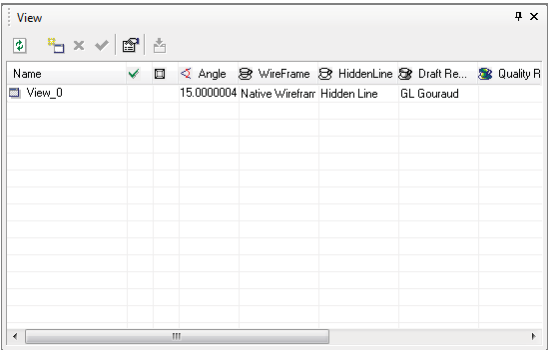 View
Name Angle WireFrame HiddenLine Draft Re... Quality R
View_0 15.0000004 Native Wirefram Hidden Line GL Gouraud